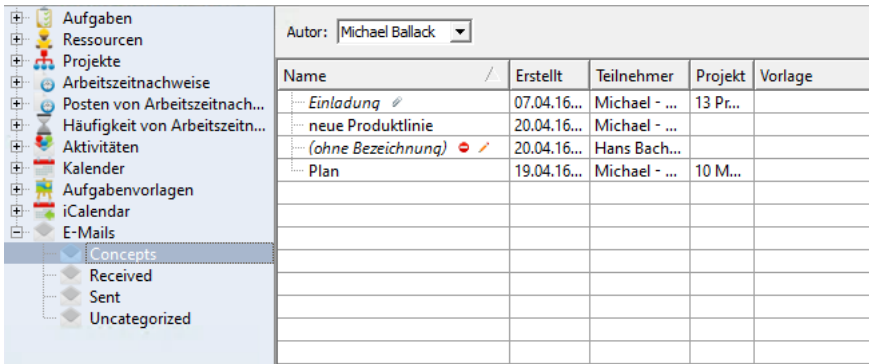 Aufgaben
Ressourcen
Projekte
Arbeitszeitnachweise
Posten von Arbeitszeitnach...
Häufigkeit von Arbeitszeitn...
Aktivitäten
Kalender
Aufgabenvorlagen
iCalendar
E-Mails
Concepts
Received
Sent
Uncategorized
Autor: Michael Ballack
Name Erstellt Teilnehmer Projekt Vorlage
Einladung 07.04.16... Michael - ... 13 Pr...
neue Produktlinie 20.04.16... Michael - ...
(ohne Bezeichnung) 20.04.16... Hans Bach...
Plan 19.04.16... Michael - ... 10 M...